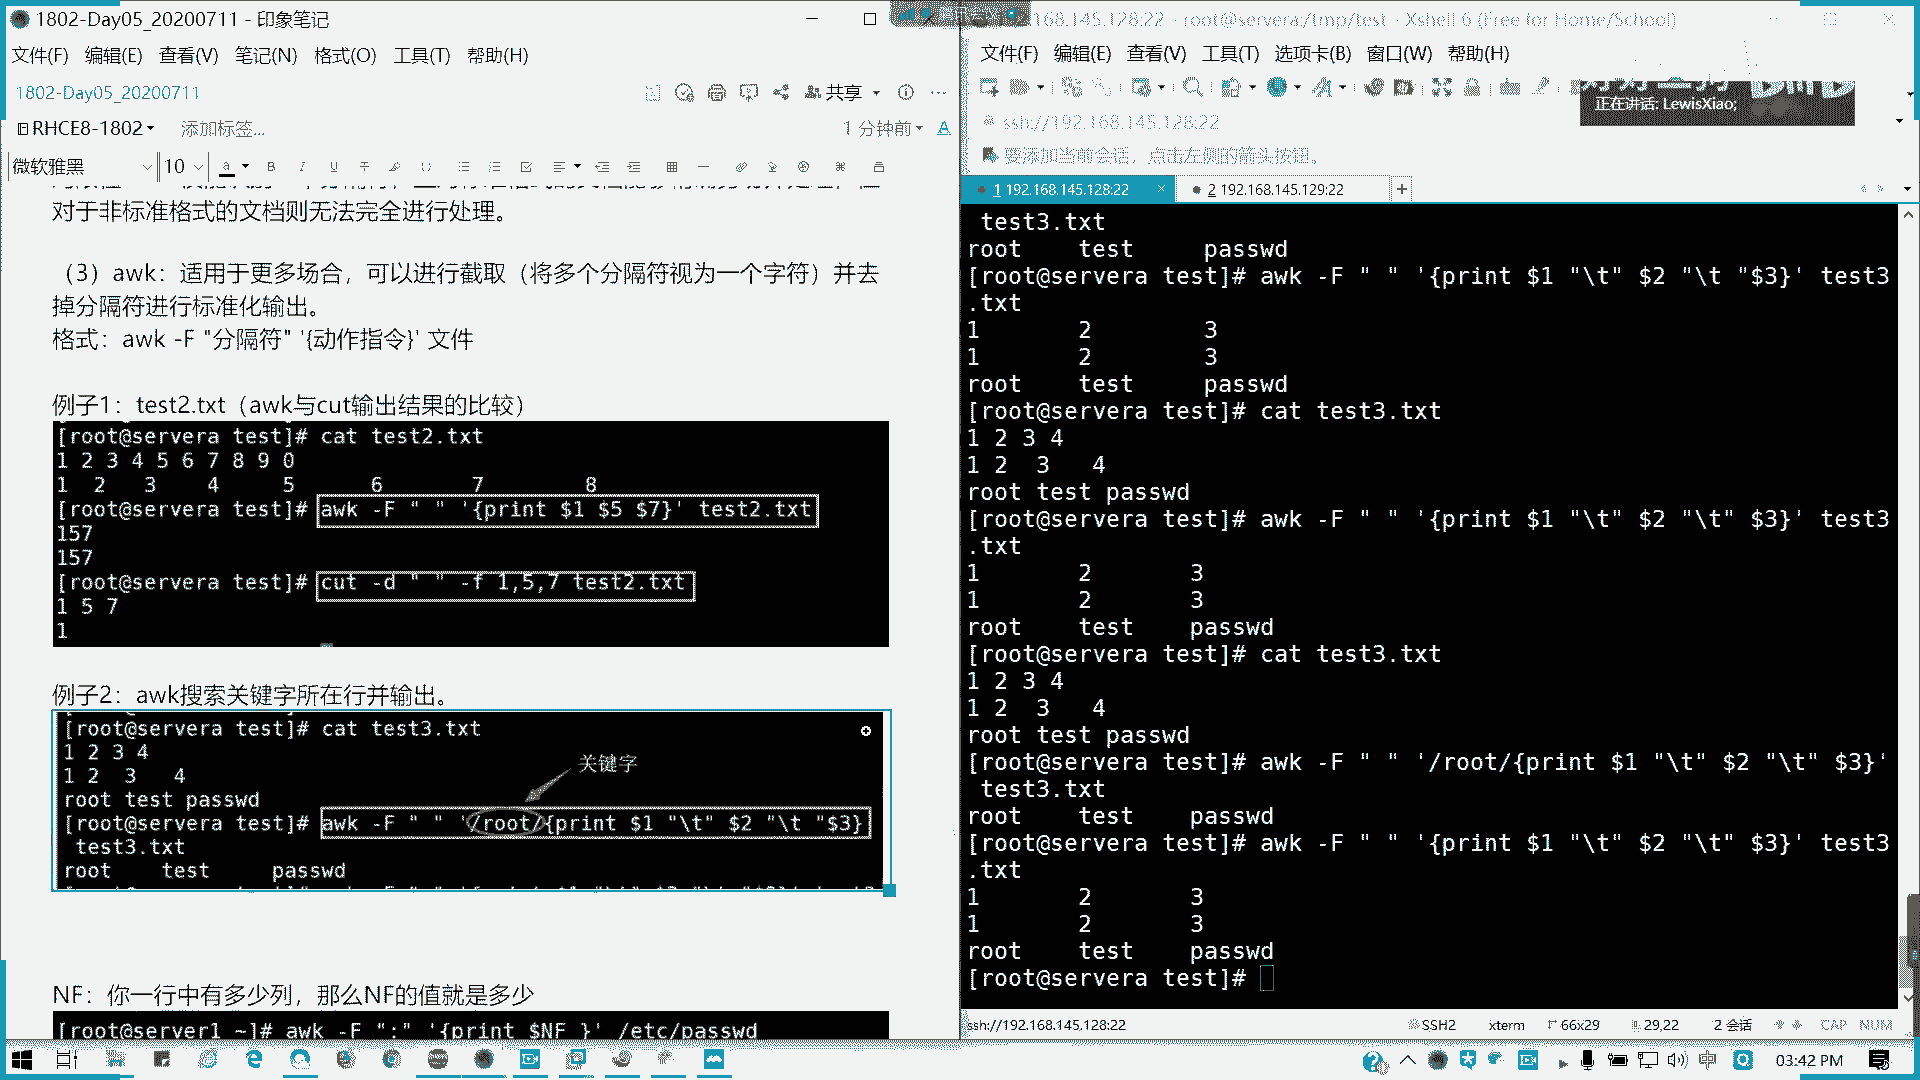 1802-Day05_20200711 - 印象笔记
文件(F) 编辑(E) 查看(V) 笔记(N) 格式(O) 工具(T) 帮助(H)
1802-Day05_20200711
共享
RHCE8-1802
添加标签...
1 分钟前
微软雅黑
10
对于非标准格式的文档则无法完全进行处理。
（3）awk：适用于更多场合，可以进行截取（将多个分隔符视为一个字符）并去
掉分隔符进行标准化输出。
格式：awk -F "分隔符" '{动作指令}' 文件
例子1：test2.txt（awk与cut输出结果的比较）
[root@servera test]# cat test2.txt
1 2 3 4 5 6 7 8 9 0
1  2   3    4     5      6       7        8
[root@servera test]# awk -F " " '{print $1 $5 $7}' test2.txt
157
157
[root@servera test]# cut -d " " -f 1,5,7 test2.txt
1 5 7
1
例子2：awk搜索关键字所在行并输出。
[root@servera test]# cat test3.txt
1 2 3 4
1 2  3   4
关键字
root test passwd
[root@servera test]# awk -F " " '/root/{print $1 "\t" $2 "\t "$3}
test3.txt
root    test     passwd
NF：你一行中有多少列，那么NF的值就是多少
[root@server1 ~]# awk -F ":" '{print $NF }' /etc/passwd
168.145.128:22 - root@servera:/tmp/test - Xshell 6 (Free for Home/School)
文件(F) 编辑(E) 查看(V) 工具(T) 选项卡(B) 窗口(W) 帮助(H)
正在讲话: LewisXiao;
ssh://192.168.145.128:22
要添加当前会话，点击左侧的箭头按钮。
1 192.168.145.128:22
2 192.168.145.129:22
test3.txt
root    test     passwd
[root@servera test]# awk -F " " '{print $1 "\t" $2 "\t "$3}' test3
.txt
1       2        3
1       2        3
root    test     passwd
[root@servera test]# cat test3.txt
1 2 3 4
1 2  3   4
root test passwd
[root@servera test]# awk -F " " '{print $1 "\t" $2 "\t" $3}' test3
.txt
1       2       3
1       2       3
root    test    passwd
[root@servera test]# cat test3.txt
1 2 3 4
1 2  3   4
root test passwd
[root@servera test]# awk -F " " '/root/{print $1 "\t" $2 "\t" $3}'
test3.txt
root    test    passwd
[root@servera test]# awk -F " " '{print $1 "\t" $2 "\t" $3}' test3
.txt
1       2       3
1       2       3
root    test    passwd
[root@servera test]#
ssh://192.168.145.128:22
SSH2
xterm
66x29
29,22
2 会话
CAP NUM
中
03:42 PM